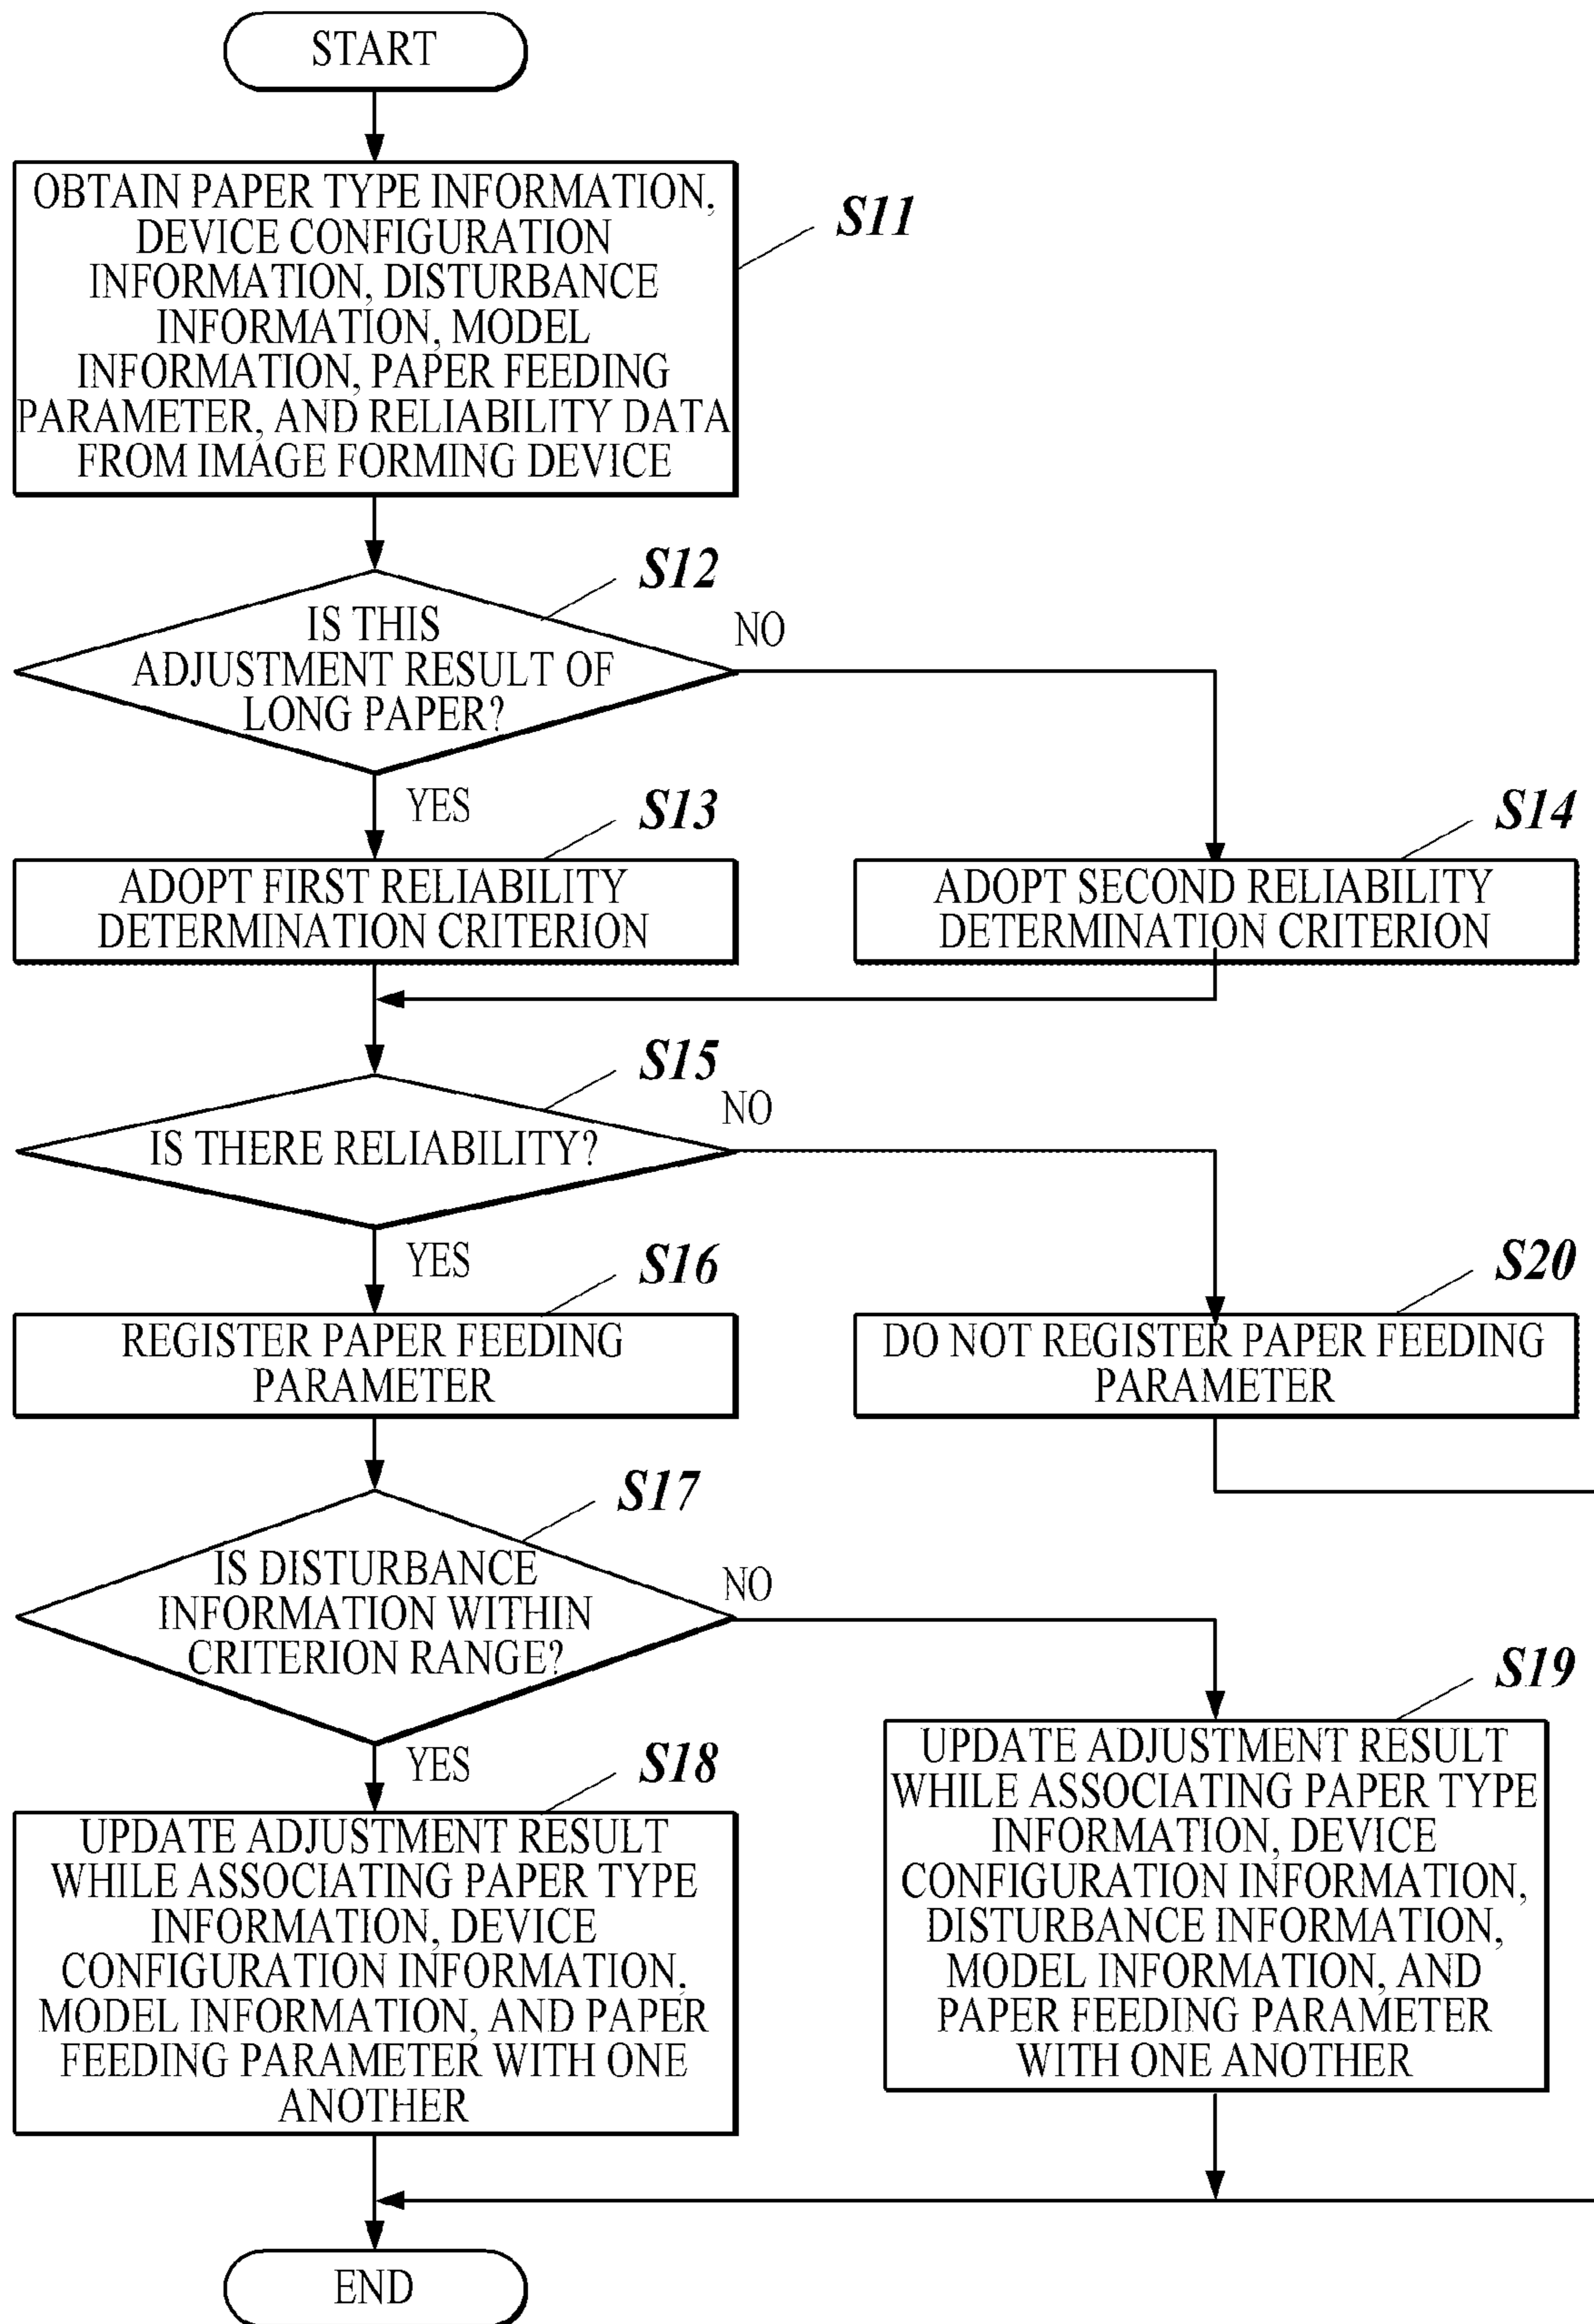 START
OBTAIN PAPER TYPE INFORMATION,
DEVICE CONFIGURATION
INFORMATION, DISTURBANCE
INFORMATION, MODEL
INFORMATION, PAPER FEEDING
PARAMETER, AND RELIABILITY DATA
FROM IMAGE FORMING DEVICE
S11
S12
IS THIS
ADJUSTMENT RESULT OF
LONG PAPER?
NO
YES
S13
ADOPT FIRST RELIABILITY
DETERMINATION CRITERION
S14
ADOPT SECOND RELIABILITY
DETERMINATION CRITERION
S15
IS THERE RELIABILITY?
NO
YES
S16
REGISTER PAPER FEEDING
PARAMETER
S20
DO NOT REGISTER PAPER FEEDING
PARAMETER
S17
IS DISTURBANCE
INFORMATION WITHIN
CRITERION RANGE?
NO
YES
S18
UPDATE ADJUSTMENT RESULT
WHILE ASSOCIATING PAPER TYPE
INFORMATION, DEVICE
CONFIGURATION INFORMATION,
MODEL INFORMATION, AND PAPER
FEEDING PARAMETER WITH ONE
ANOTHER
S19
UPDATE ADJUSTMENT RESULT
WHILE ASSOCIATING PAPER TYPE
INFORMATION, DEVICE
CONFIGURATION INFORMATION,
DISTURBANCE INFORMATION,
MODEL INFORMATION, AND
PAPER FEEDING PARAMETER
WITH ONE ANOTHER
END